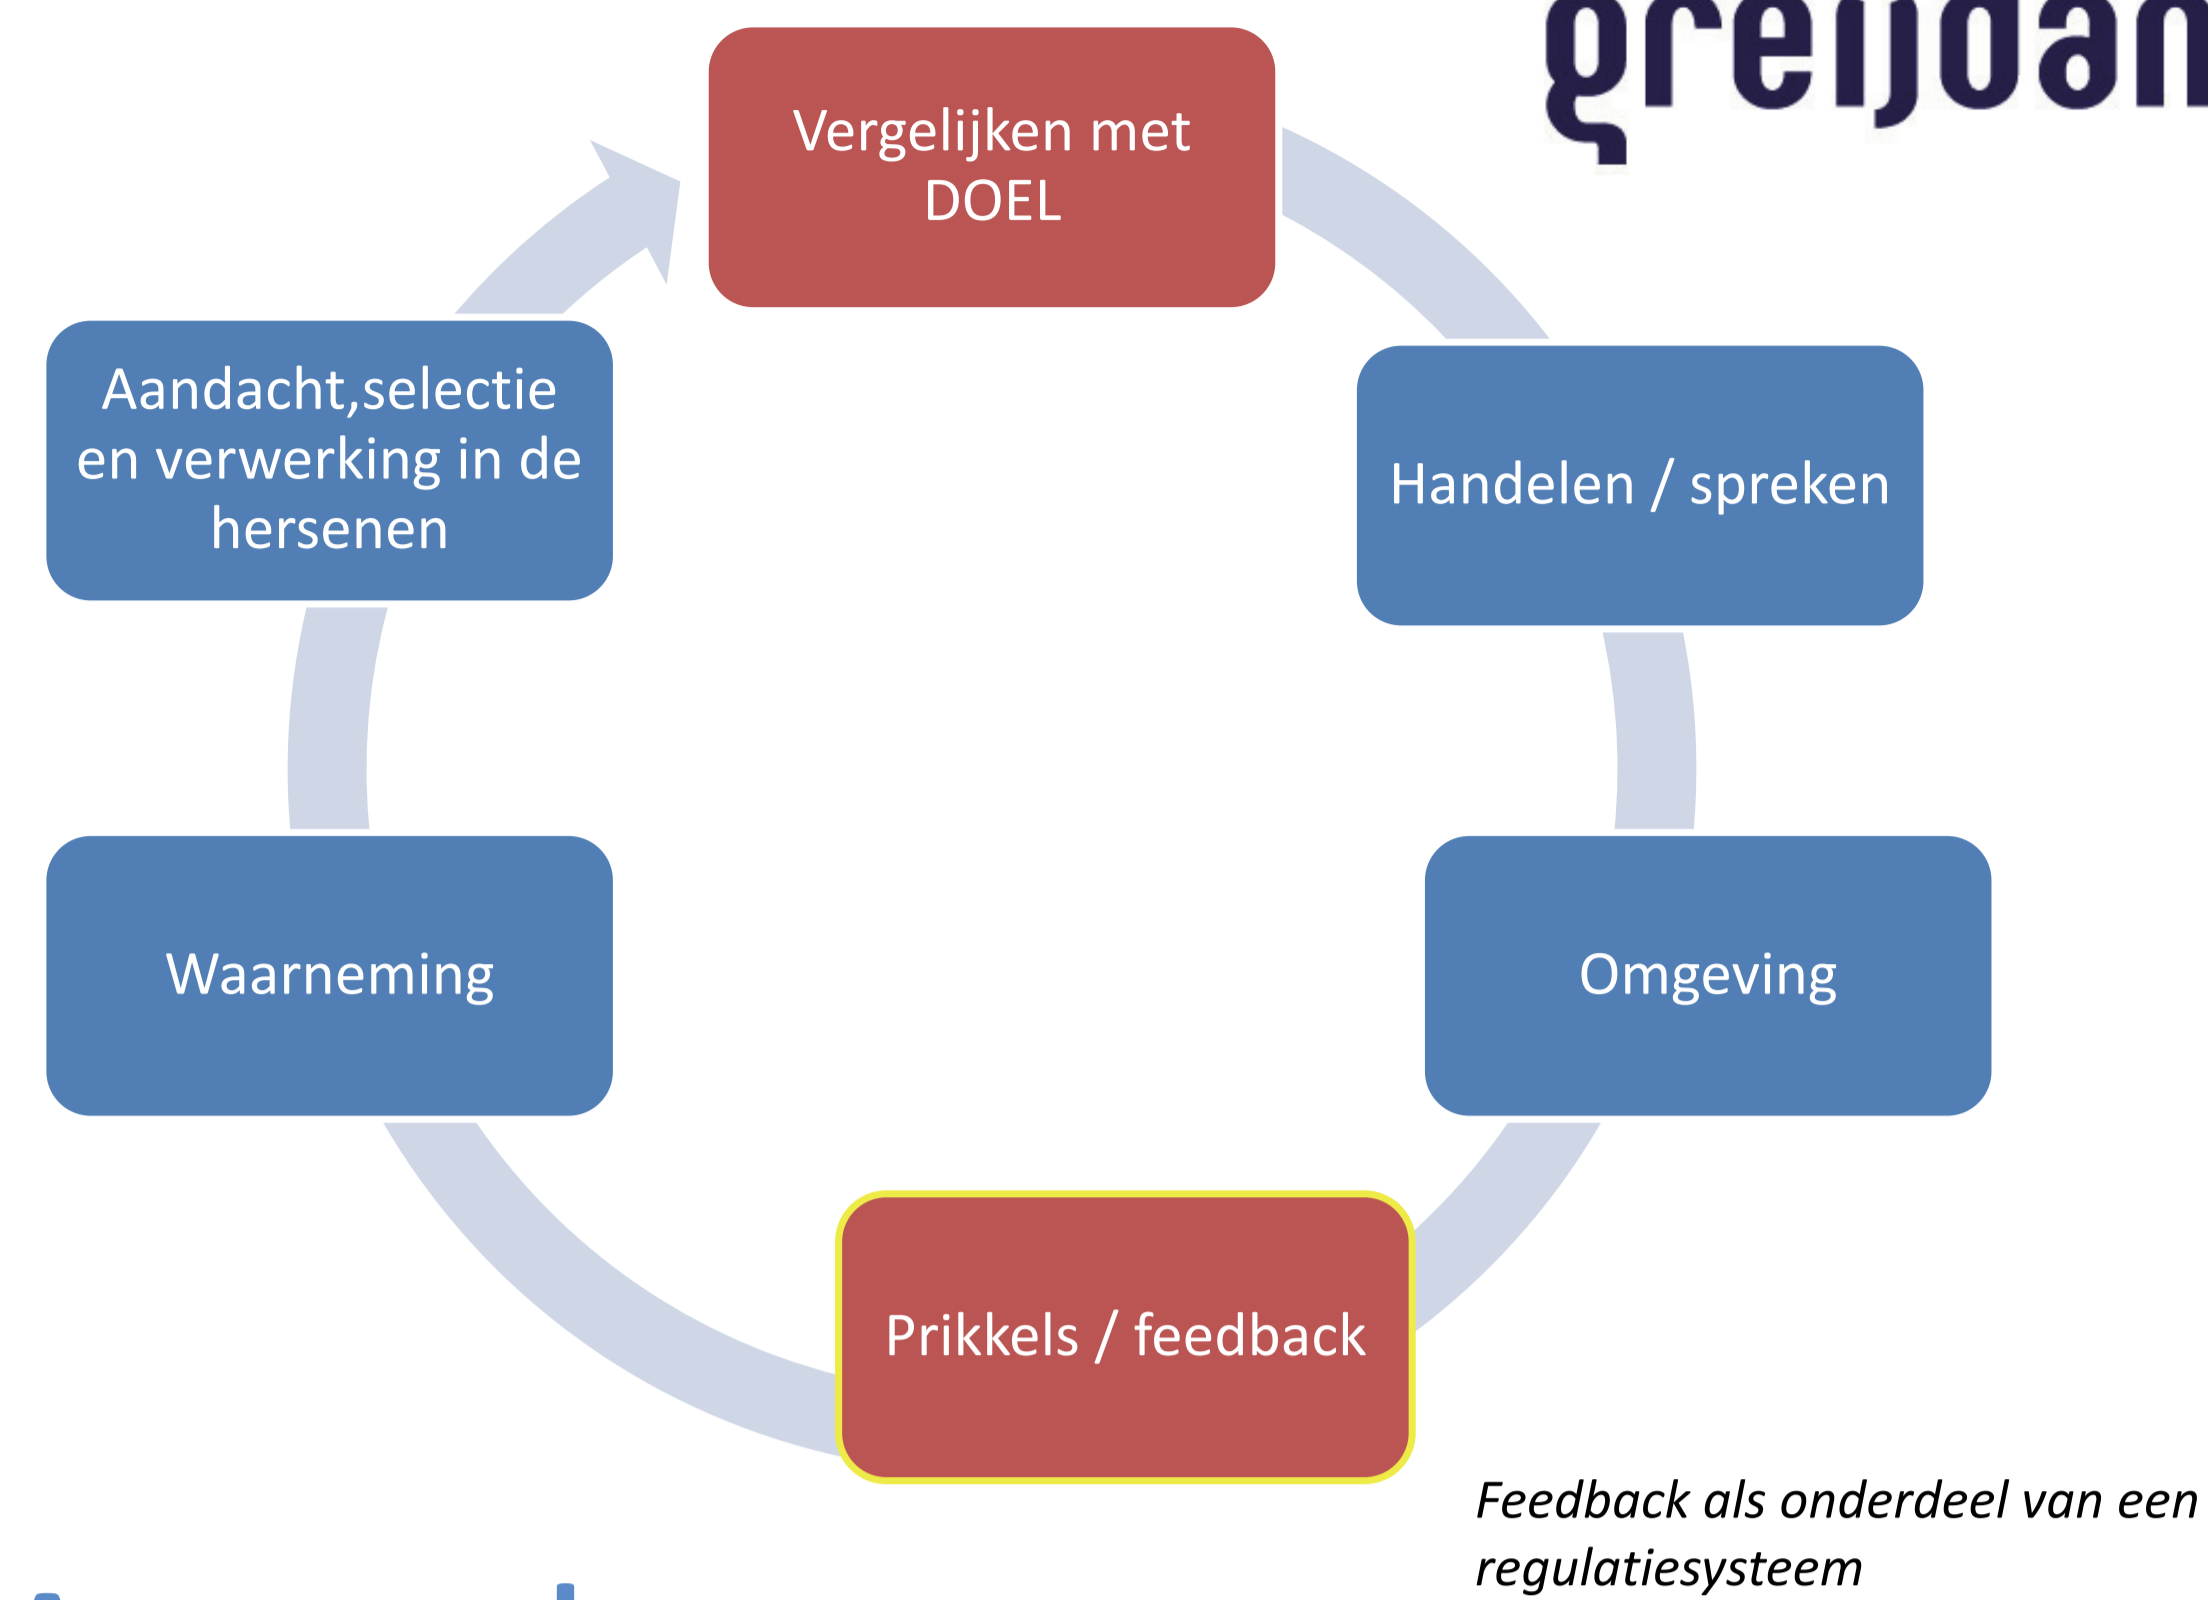 greijdan
Vergelijken met
DOEL
Aandacht,selectie
en verwerking in de
hersenen
Handelen / spreken
Waarneming
Omgeving
Prikkels / feedback
Feedback als onderdeel van een
regulatiesysteem